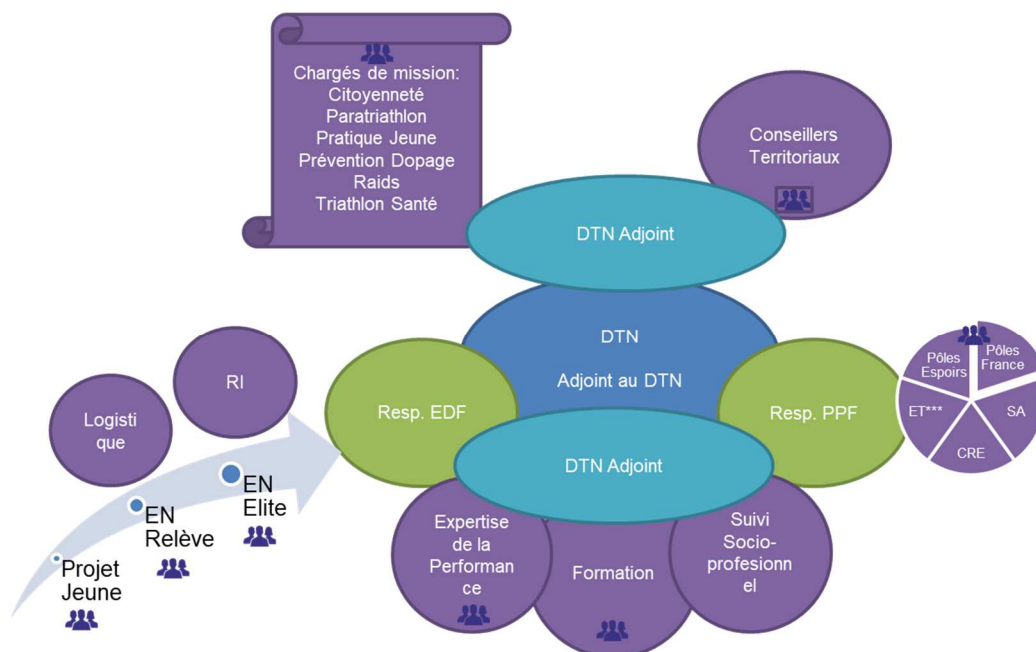 Chargés de mission:
Citoyenneté
Paratriathlon
Pratique Jeune
Prévention Dopage
Raids
Triathlon Santé
Conseillers
Territoriaux
DTN Adjoint
DTN
Adjoint au DTN
RI
Logisti
que
Resp. EDF
Resp. PPF
Pôles
Espoirs
Pôles
France
ET***
SA
CRE
DTN Adjoint
EN
Elite
EN
Relève
Projet
Jeune
Expertise
de la
Performan
ce
Formation
Suivi
Socio-
profesionn
el